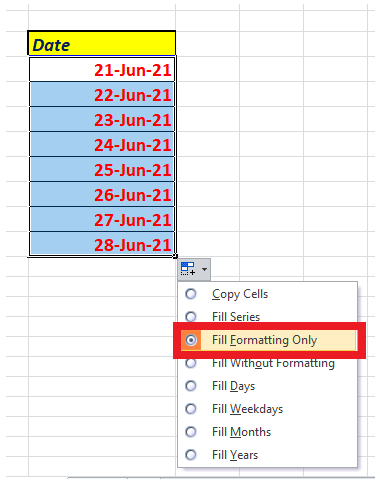 Date
21-Jun-21
22-Jun-21
23-Jun-21
24-Jun-21
25-Jun-21
26-Jun-21
27-Jun-21
28-Jun-21
Copy Cells
Fill Series
Fill Formatting Only
Fill Without Formatting
Fill Days
Fill Weekdays
Fill Months
Fill Years